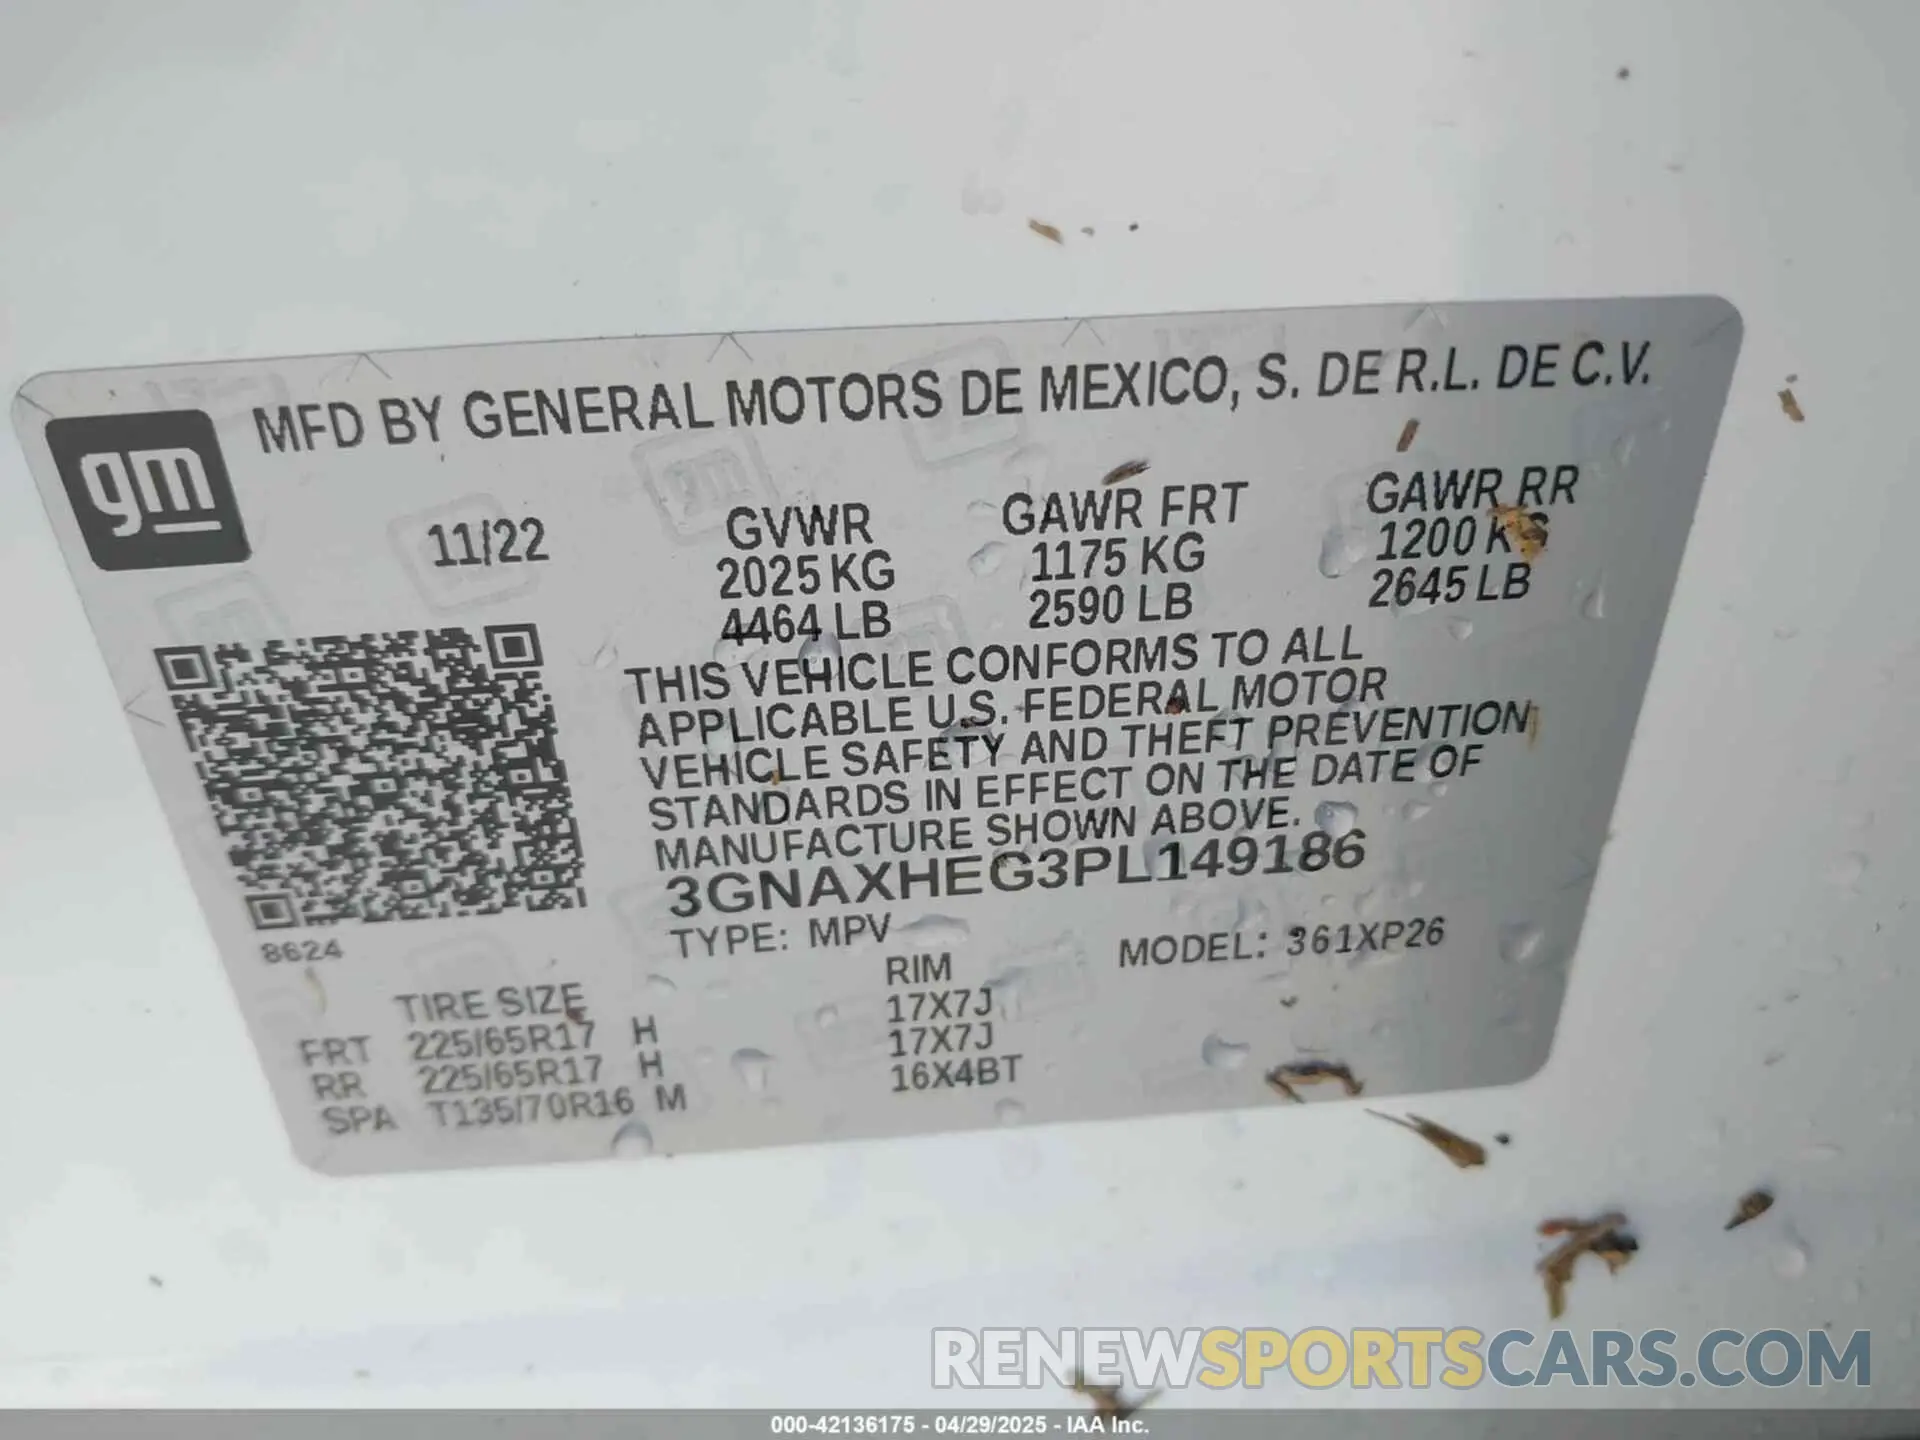 MFD BY GENERAL MOTORS DE MEXICO, S. DE R.L. DE C.V.
gm
11/22 GVWR GAWR FRT GAWR RR
2025 KG 1175 KG 1200 KG
4464 LB 2590 LB 2645 LB
THIS VEHICLE CONFORMS TO ALL
APPLICABLE U.S. FEDERAL MOTOR
VEHICLE SAFETY AND THEFT PREVENTION
STANDARDS IN EFFECT ON THE DATE OF
MANUFACTURE SHOWN ABOVE.
3GNAXHEG3PL149186
8624 TYPE: MPV MODEL: 361XP26
TIRE SIZE RIM
FRT 225/65R17 H 17X7J
RR 225/65R17 H 17X7J
SPA T135/70R16 M 16X4BT
RENEWSPORTSCARS.COM
000-42136175 - 04/29/2025 - IAA Inc.